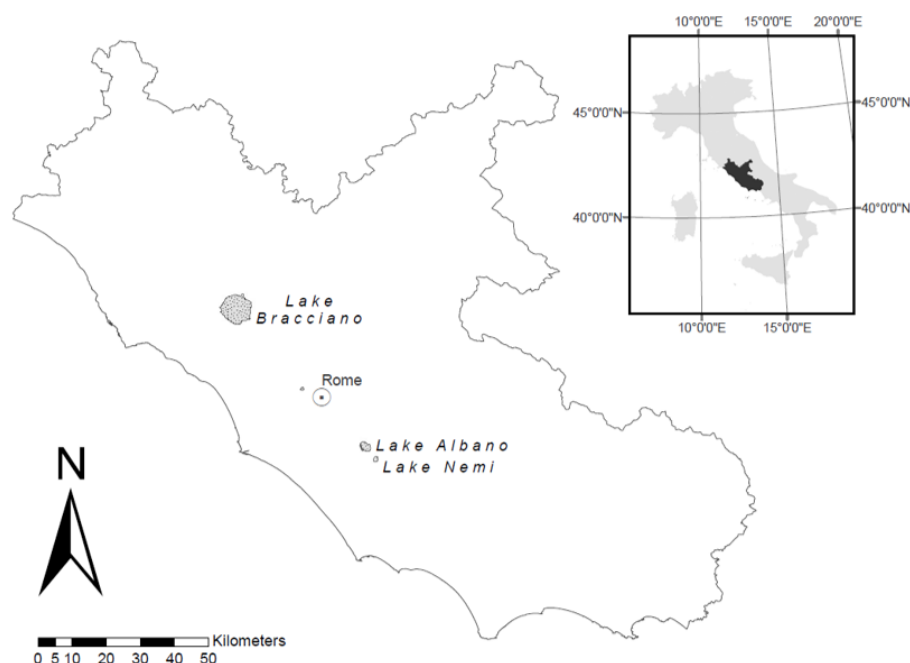 10°0'0"E 15°0'0"E 20°0'0"E
45°0'0"N 45°0'0"N
40°0'0"N 40°0'0"N
10°0'0"E 15°0'0"E
Lake
Bracciano
Rome
Lake Albano
Lake Nemi
N
Kilometers
0 5 10 20 30 40 50